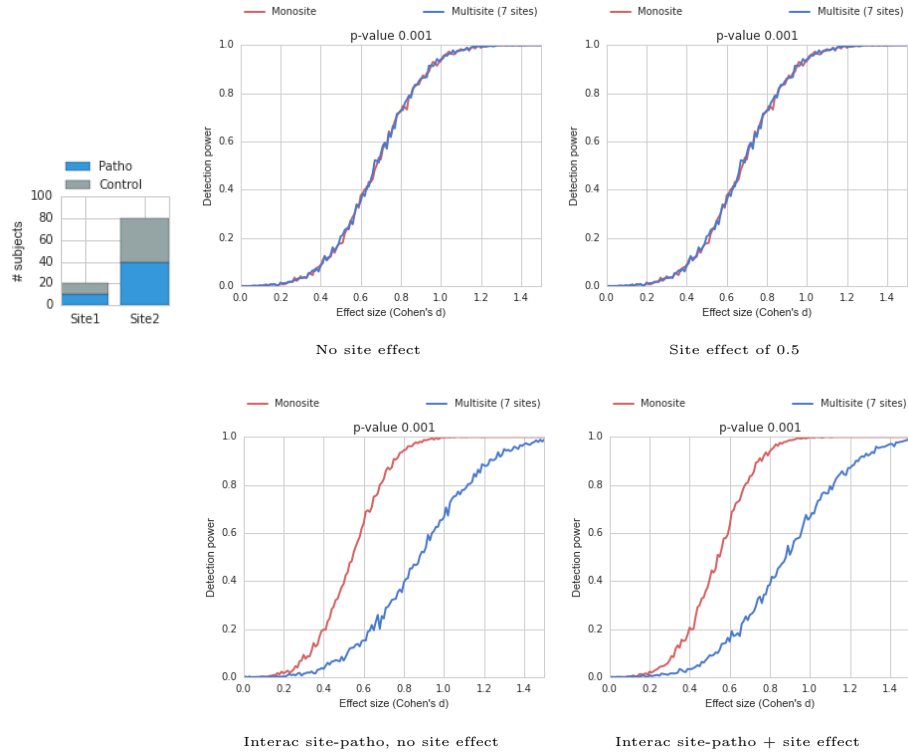 Monosite
Multisite (7 sites)
p-value 0.001
1.0
0.8
0.6
0.4
0.2
0.0
Detection power
0.0 0.2 0.4 0.6 0.8 1.0 1.2 1.4
Effect size (Cohen's d)
No site effect
Monosite
Multisite (7 sites)
p-value 0.001
1.0
0.8
0.6
0.4
0.2
0.0
Detection power
0.0 0.2 0.4 0.6 0.8 1.0 1.2 1.4
Effect size (Cohen's d)
Site effect of 0.5
Patho
Control
100
80
60
40
20
0
# subjects
Site1 Site2
Monosite
Multisite (7 sites)
p-value 0.001
1.0
0.8
0.6
0.4
0.2
0.0
Detection power
0.0 0.2 0.4 0.6 0.8 1.0 1.2 1.4
Effect size (Cohen's d)
Interac site-patho, no site effect
Monosite
Multisite (7 sites)
p-value 0.001
1.0
0.8
0.6
0.4
0.2
0.0
Detection power
0.0 0.2 0.4 0.6 0.8 1.0 1.2 1.4
Effect size (Cohen's d)
Interac site-patho + site effect